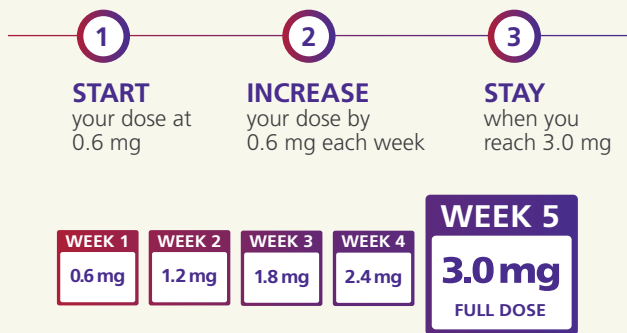 1 2 3
START INCREASE STAY
your dose at your dose by when you
0.6 mg 0.6 mg each week reach 3.0 mg
WEEK 1 WEEK 2 WEEK 3 WEEK 4 WEEK 5
0.6 mg 1.2 mg 1.8 mg 2.4 mg 3.0 mg
FULL DOSE